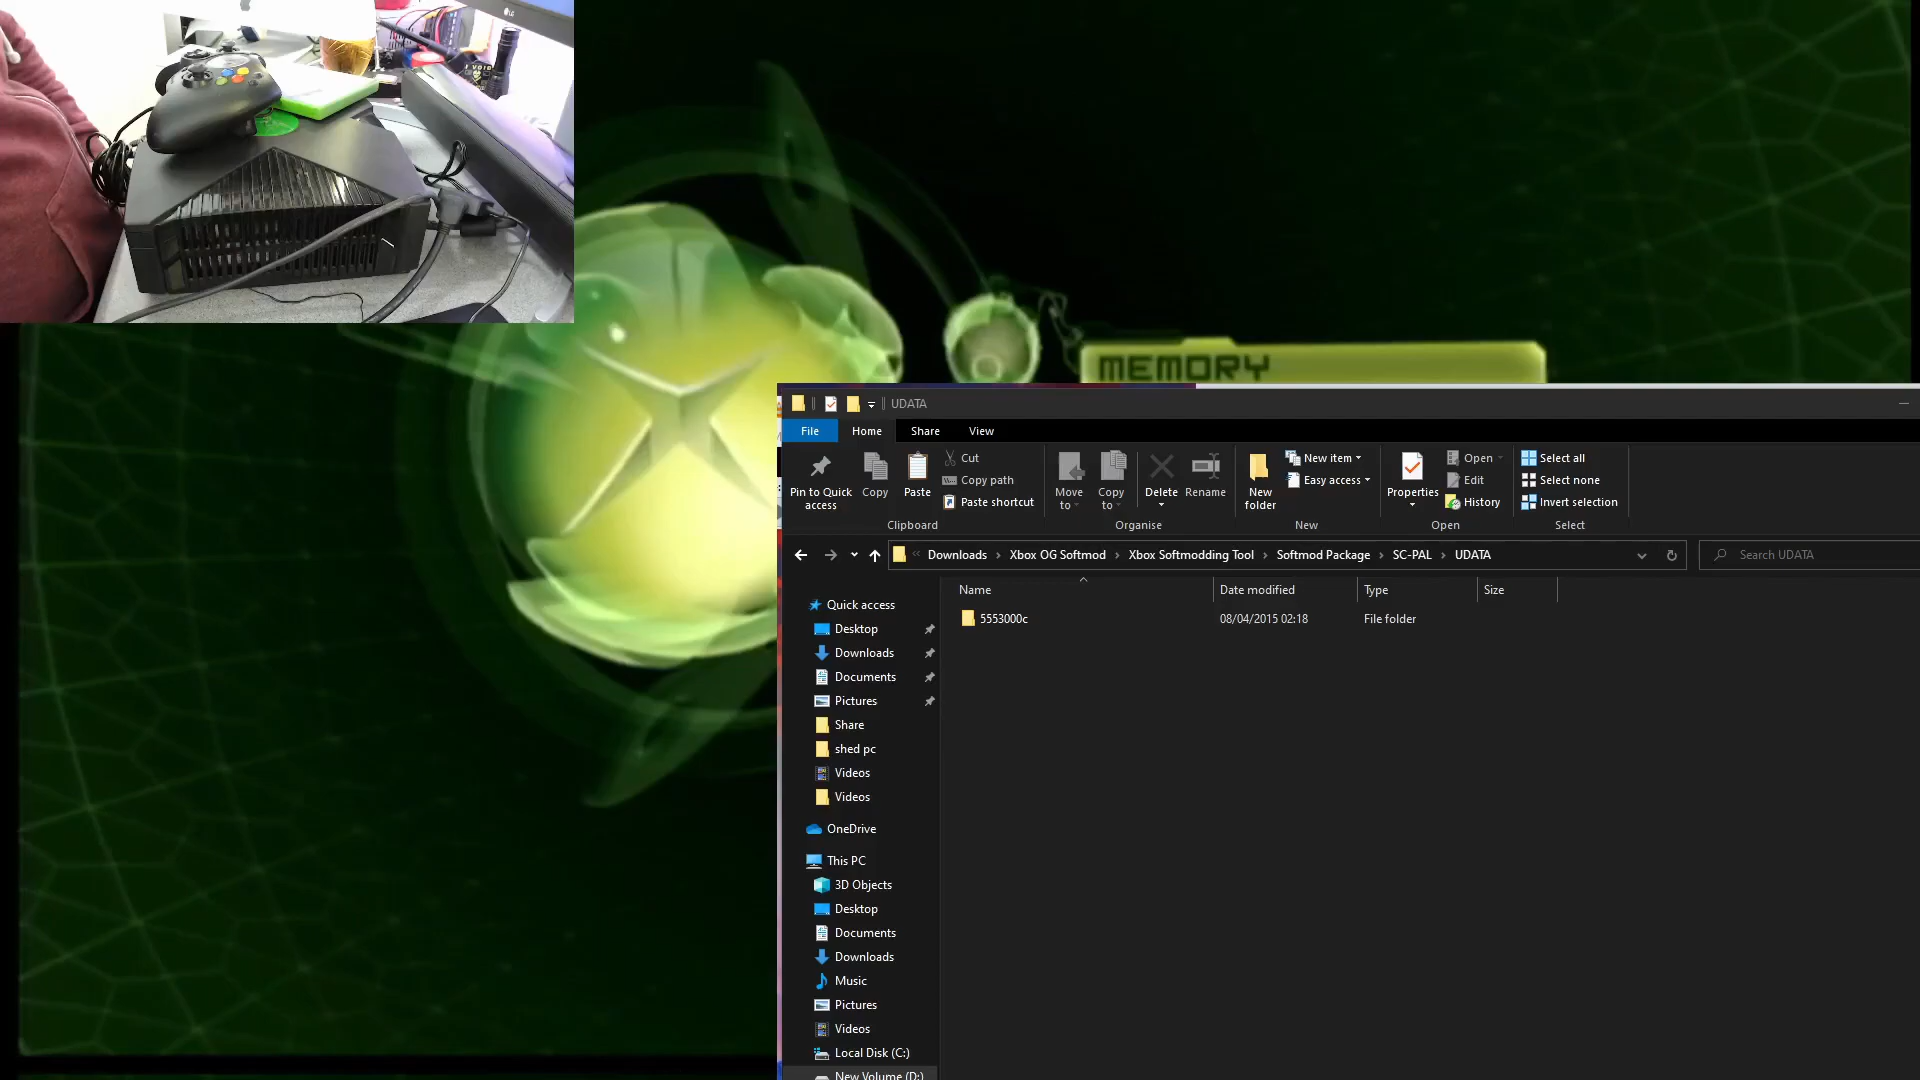 LG
I VOID
MEMORY
UDATA
File Home Share View
Pin to Quick access
Copy
Paste
Cut
Copy path
Paste shortcut
Move to
Copy to
Delete
Rename
New folder
New item
Easy access
Properties
Open
Edit
History
Select all
Select none
Invert selection
Clipboard Organise New Open Select
« Downloads › Xbox OG Softmod › Xbox Softmodding Tool › Softmod Package › SC-PAL › UDATA
Search UDATA
Name Date modified Type Size
5553000c 08/04/2015 02:18 File folder
Quick access
Desktop
Downloads
Documents
Pictures
Share
shed pc
Videos
Videos
OneDrive
This PC
3D Objects
Desktop
Documents
Downloads
Music
Pictures
Videos
Local Disk (C:)
New Volume (D:)